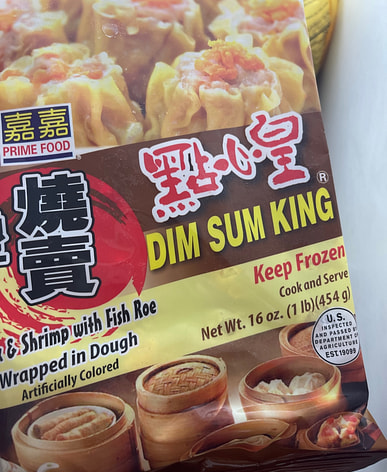 嘉嘉
PRIME FOOD
點心皇®
DIM SUM KING
燒賣
Keep Frozen
Cook and Serve
Net Wt. 16 oz. (1 lb)(454 g)
& Shrimp with Fish Roe
Wrapped in Dough
Artificially Colored
U.S.
INSPECTED
AND PASSED BY
DEPARTMENT OF
AGRICULTURE
EST.19099